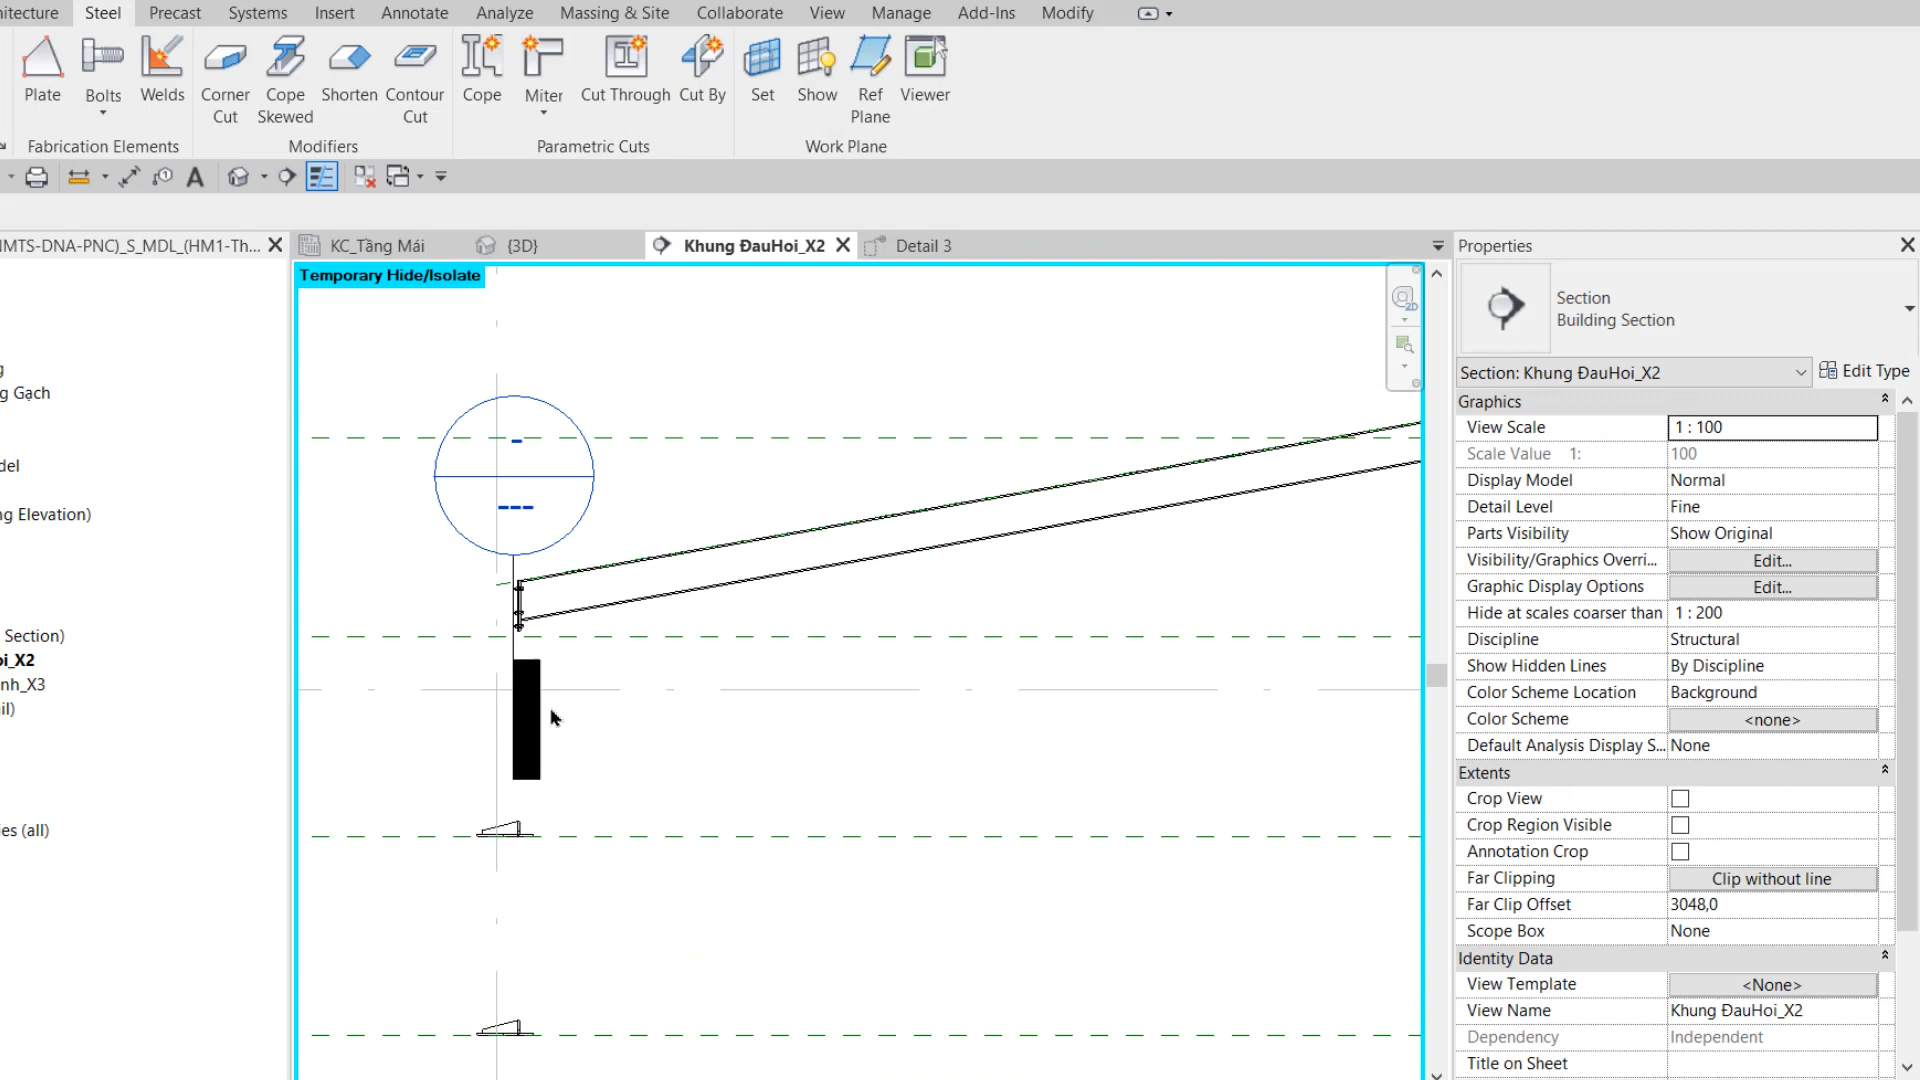 hitecture Steel Precast Systems Insert Annotate Analyze Massing & Site Collaborate View Manage Add-Ins Modify
Plate Bolts Welds Corner Cut Cope Skewed Shorten Contour Cut Cope Miter Cut Through Cut By Set Show Ref Plane Viewer
Fabrication Elements Modifiers Parametric Cuts Work Plane
A
IMTS-DNA-PNC)_S_MDL_(HM1-Th... KC_Tầng Mái {3D} Khung ĐauHoi_X2 Detail 3
Temporary Hide/Isolate
2D
g
g Gạch
del
ng Elevation)
Section)
oi_X2
nh_X3
il)
ies (all)
Properties
Section
Building Section
Section: Khung ĐauHoi_X2 Edit Type
Graphics
View Scale 1 : 100
Scale Value 1: 100
Display Model Normal
Detail Level Fine
Parts Visibility Show Original
Visibility/Graphics Overri... Edit...
Graphic Display Options Edit...
Hide at scales coarser than 1 : 200
Discipline Structural
Show Hidden Lines By Discipline
Color Scheme Location Background
Color Scheme <none>
Default Analysis Display S... None
Extents
Crop View
Crop Region Visible
Annotation Crop
Far Clipping Clip without line
Far Clip Offset 3048,0
Scope Box None
Identity Data
View Template <None>
View Name Khung ĐauHoi_X2
Dependency Independent
Title on Sheet